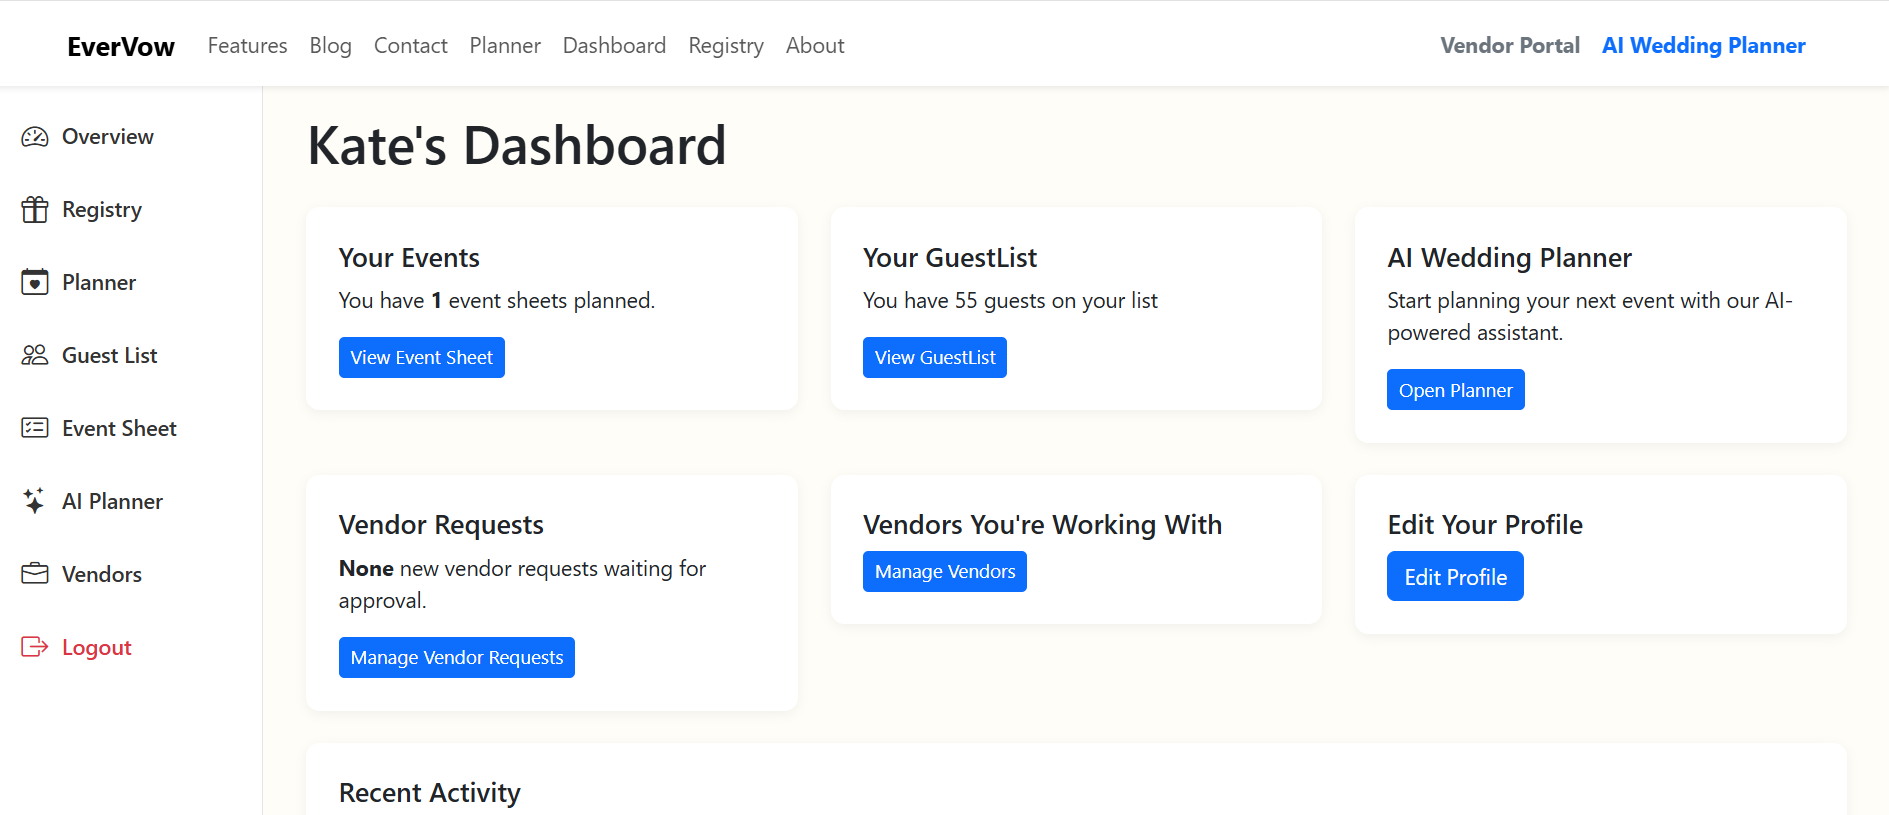 EverVow Features Blog Contact Planner Dashboard Registry About Vendor Portal AI Wedding Planner
Overview
Registry
Planner
Guest List
Event Sheet
AI Planner
Vendors
Logout
Kate's Dashboard
Your Events
You have 1 event sheets planned.
View Event Sheet
Your GuestList
You have 55 guests on your list
View GuestList
AI Wedding Planner
Start planning your next event with our AI-
powered assistant.
Open Planner
Vendor Requests
None new vendor requests waiting for
approval.
Manage Vendor Requests
Vendors You're Working With
Manage Vendors
Edit Your Profile
Edit Profile
Recent Activity